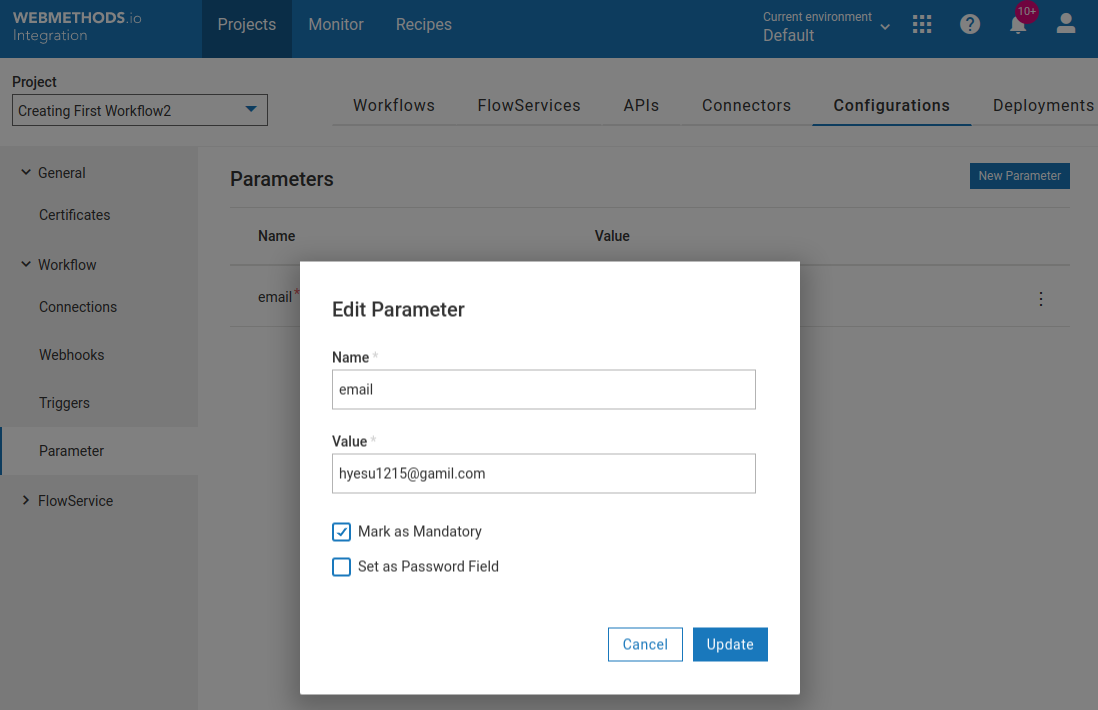 WEBMETHODS.io
Integration
Projects
Monitor
Recipes
Current environment
Default
10+
Project
Creating First Workflow2
Workflows
FlowServices
APIs
Connectors
Configurations
Deployments
General
Certificates
Workflow
Connections
Webhooks
Triggers
Parameter
FlowService
Parameters
New Parameter
Name
Value
email*
Edit Parameter
Name *
email
Value *
hyesu1215@gamil.com
Mark as Mandatory
Set as Password Field
Cancel
Update